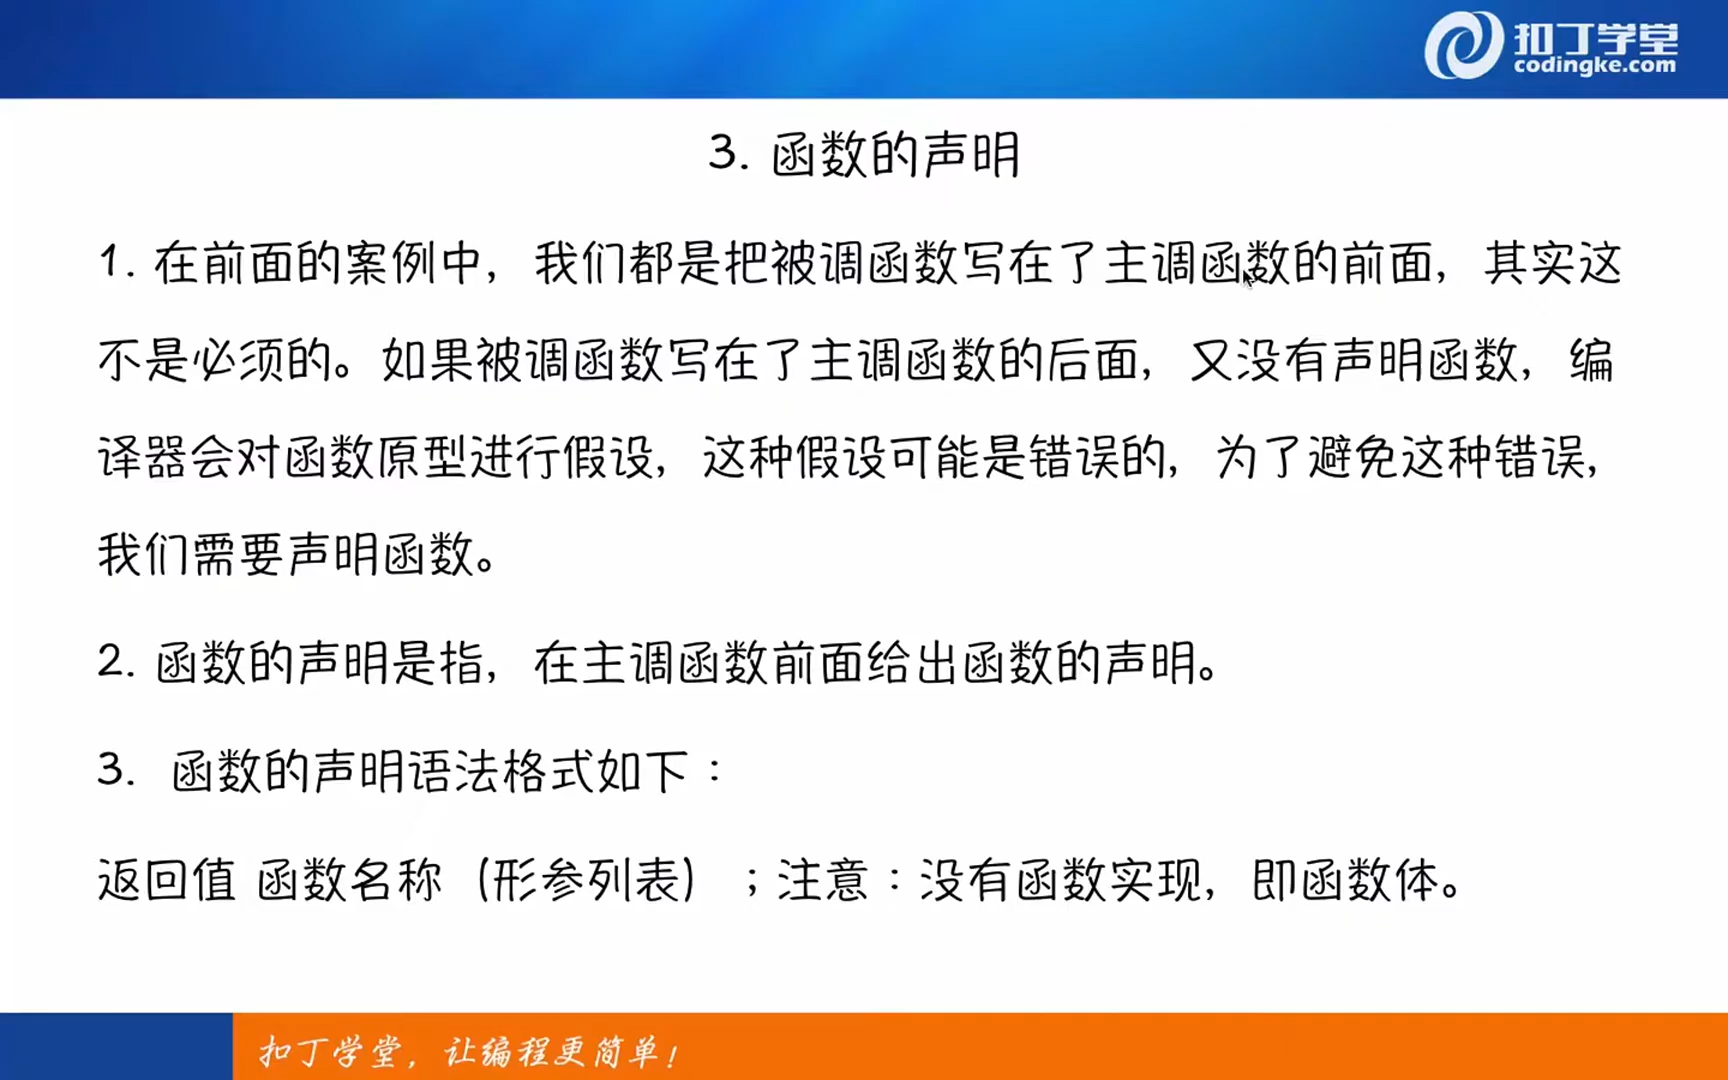 扣丁学堂
codingke.com
3. 函数的声明
1. 在前面的案例中，我们都是把被调函数写在了主调函数的前面，其实这
不是必须的。如果被调函数写在了主调函数的后面，又没有声明函数，编
译器会对函数原型进行假设，这种假设可能是错误的，为了避免这种错误，
我们需要声明函数。
2. 函数的声明是指，在主调函数前面给出函数的声明。
3. 函数的声明语法格式如下：
返回值 函数名称（形参列表）；注意：没有函数实现，即函数体。
扣丁学堂，让编程更简单！